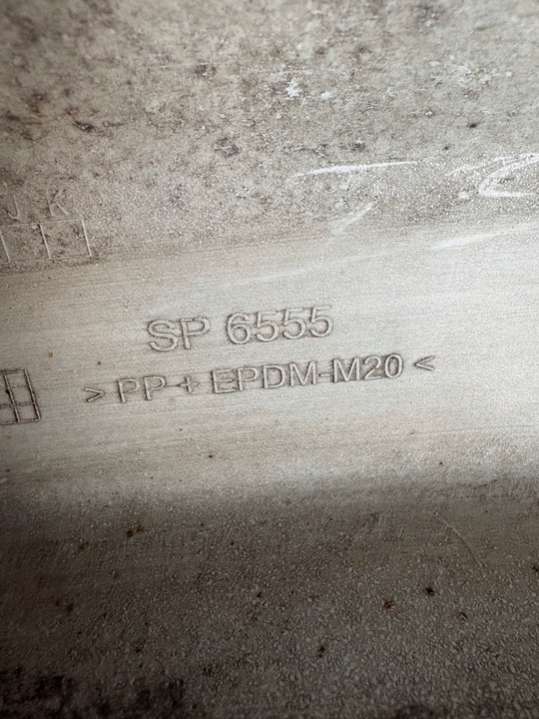 J K
SP 6555
> PP + EPDM-M20 <